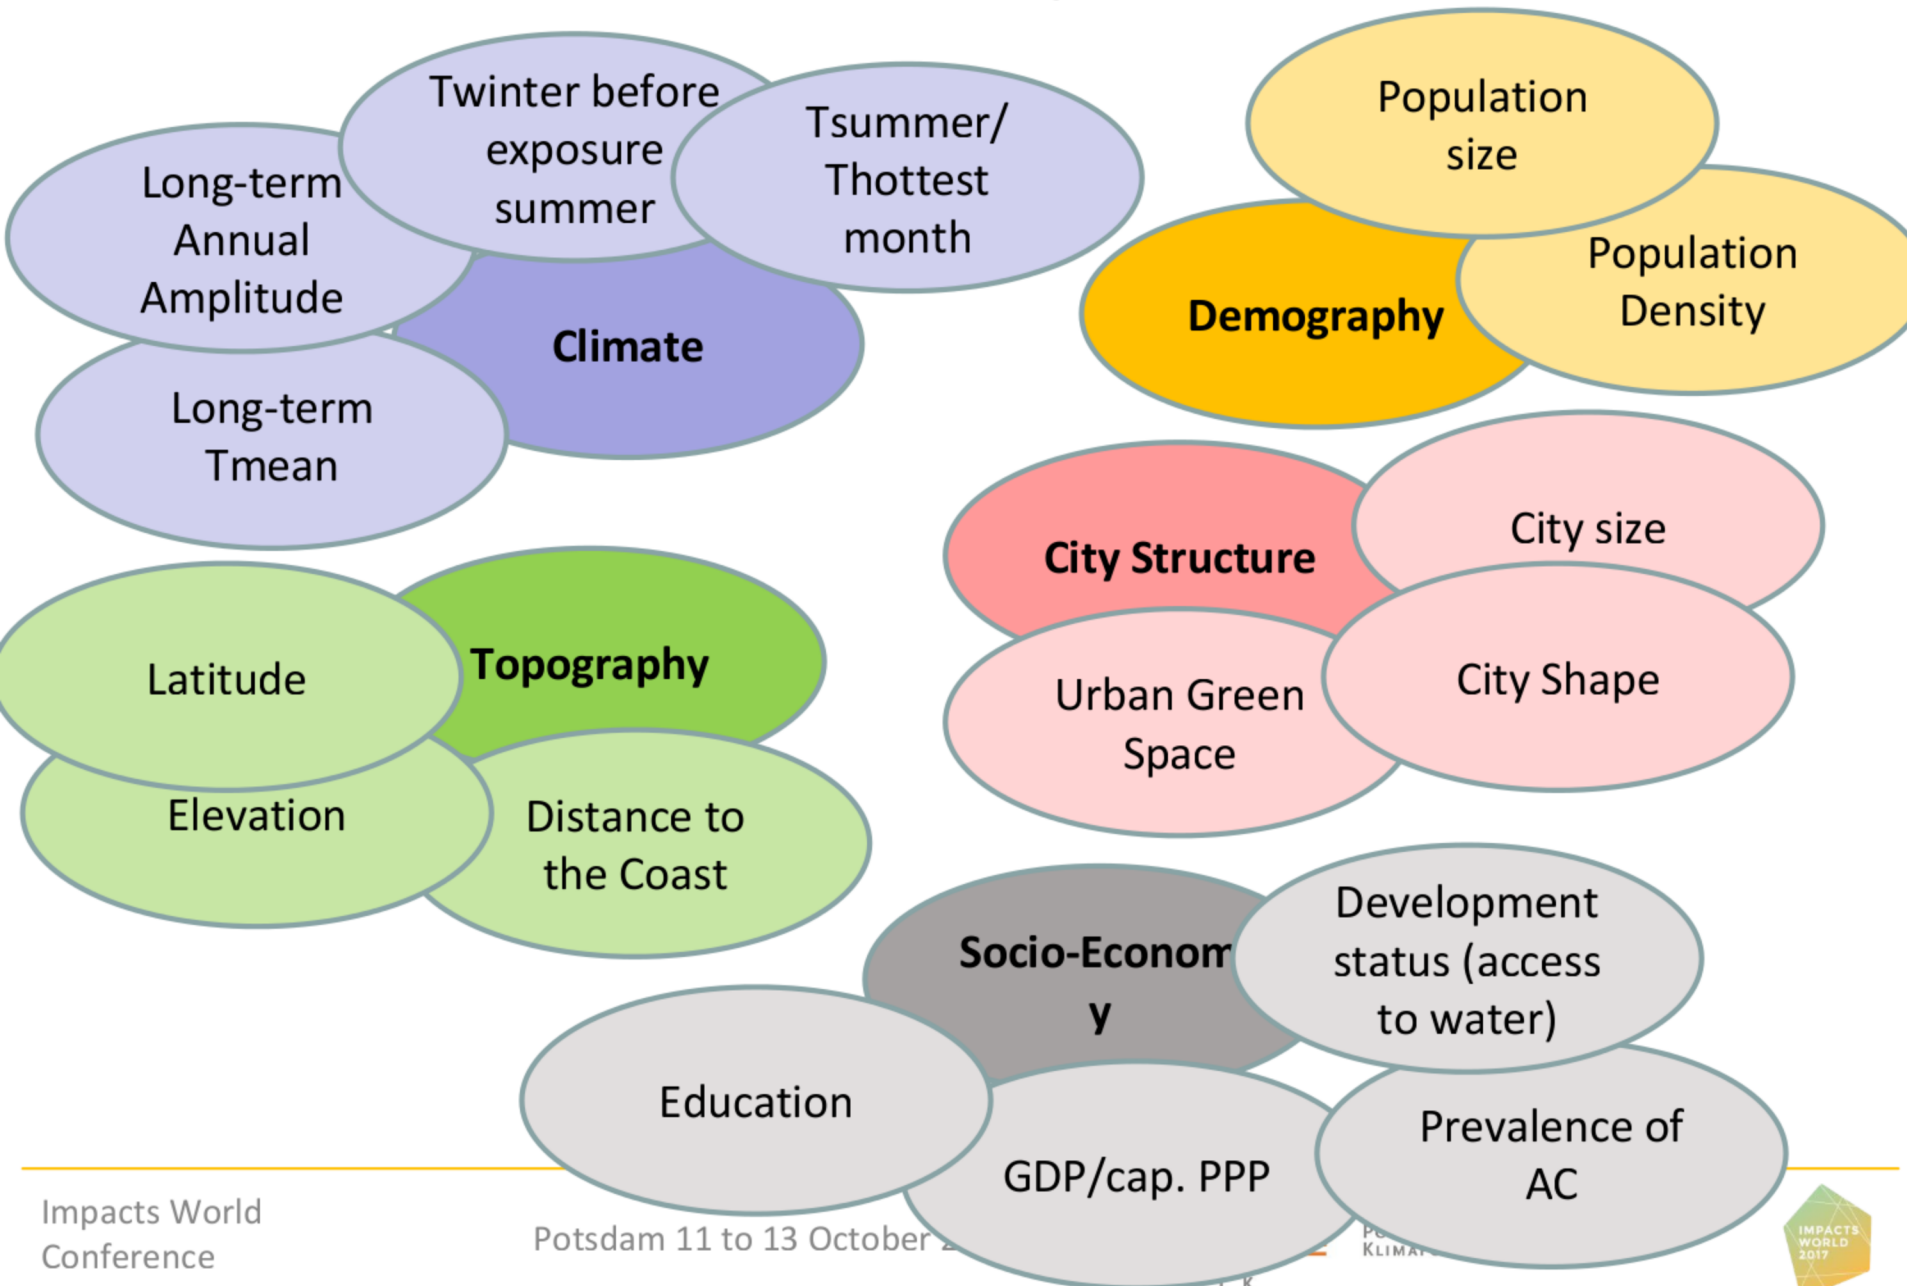 Twinter before
exposure
summer
Tsummer/
Thottest
month
Long-term
Annual
Amplitude
Climate
Long-term
Tmean
Population
size
Population
Density
Demography
City Structure
City size
City Shape
Urban Green
Space
Topography
Latitude
Elevation
Distance to
the Coast
Socio-Econom
y
Development
status (access
to water)
Education
GDP/cap. PPP
Prevalence of
AC
Impacts World
Conference
Potsdam 11 to 13 October
IMPACTS
WORLD
2017